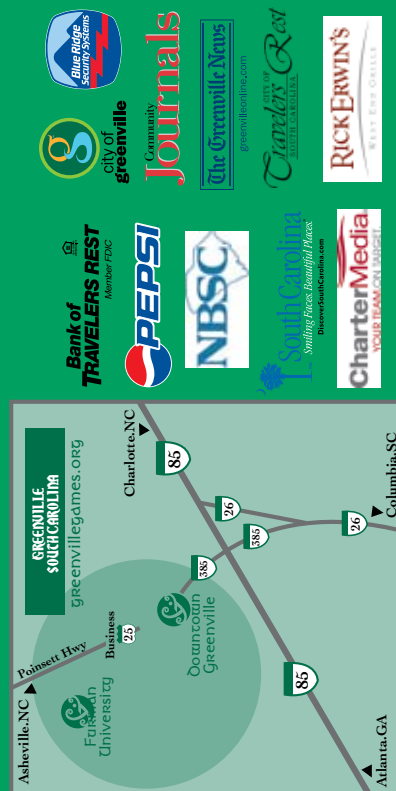 Blue Ridge
Security Systems
city of
greenville
Community
Journals
The Greenville News
greenvilleonline.com
CITY OF
Travelers Rest
SOUTH CAROLINA
RICK ERWIN'S
WEST END GRILLE
Bank of
TRAVELERS REST
Member FDIC
PEPSI
NBSC
South Carolina
Smiling Faces. Beautiful Places.
DiscoverSouthCarolina.com
CharterMedia
YOUR TEAM ON TARGET.
GREENVILLE
SOUTH CAROLINA
greenvillegames.org
Asheville.NC
Poinsett Hwy
Furman
University
Business
25
Downtown
Greenville
Charlotte.NC
85
385
26
385
26
85
Atlanta.GA
Columbia.SC